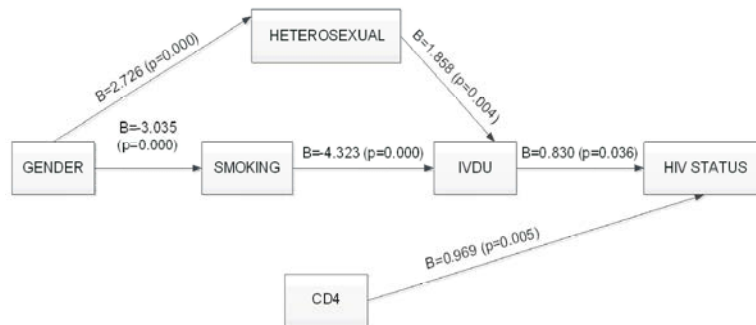 HETEROSEXUAL
B=2.726 (p=0.000)
B=1.858 (p=0.004)
B=-3.035
(p=0.000)
B=-4.323 (p=0.000)
B=0.830 (p=0.036)
GENDER
SMOKING
IVDU
HIV STATUS
B=0.969 (p=0.005)
CD4